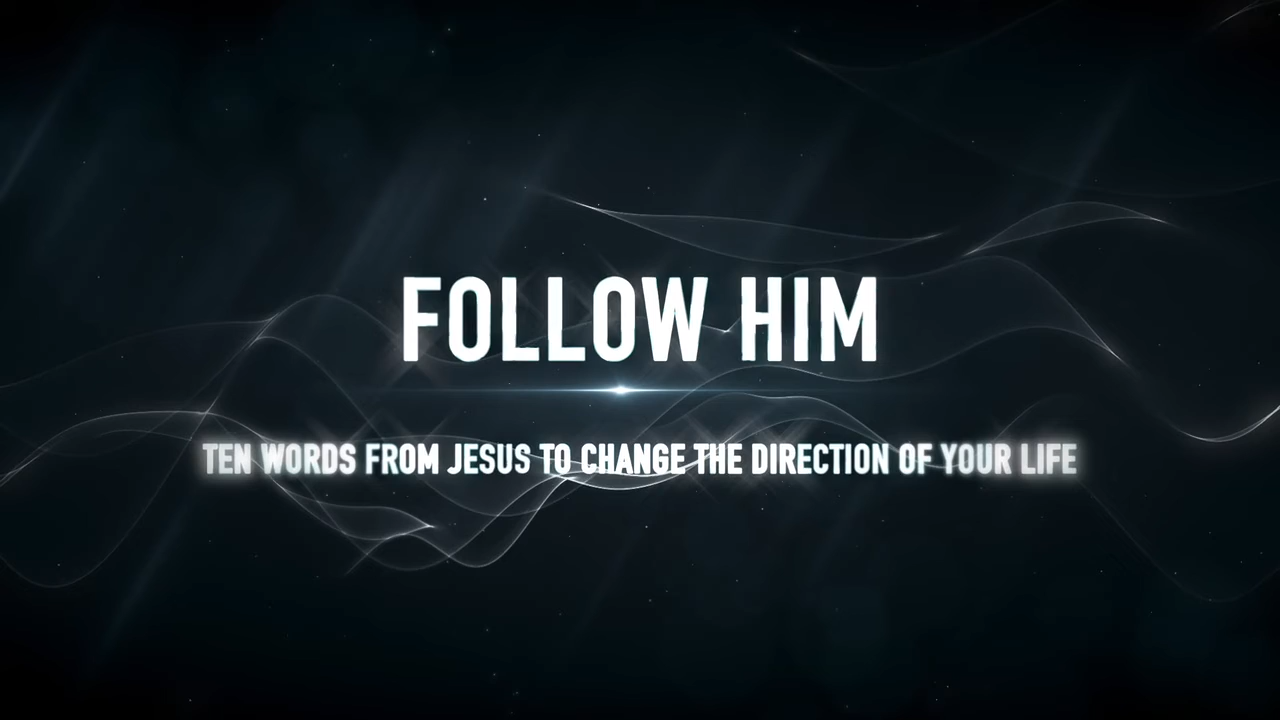 FOLLOW HIM
TEN WORDS FROM JESUS TO CHANGE THE DIRECTION OF YOUR LIFE